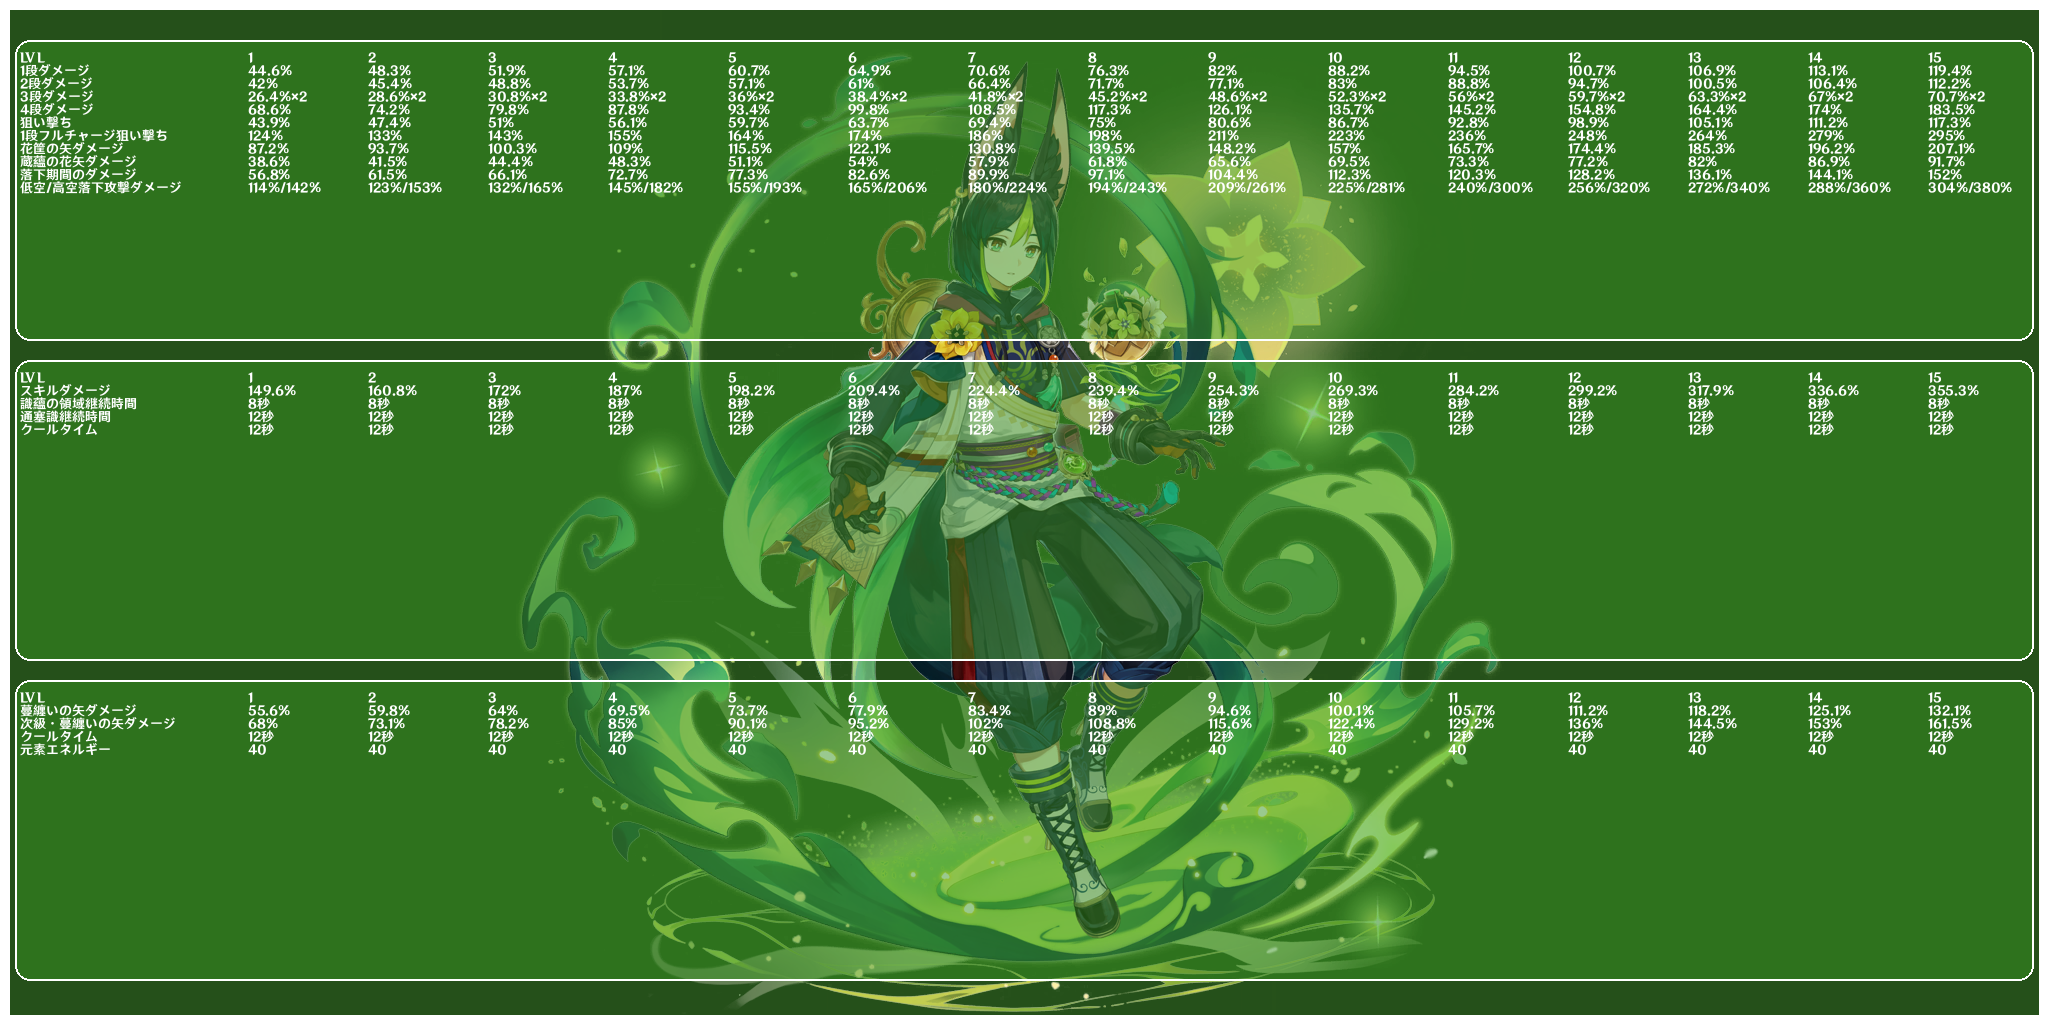 LVL 1 2 3 4 5 6 7 8 9 10 11 12 13 14 15
1段ダメージ 44.6% 48.3% 51.9% 57.1% 60.7% 64.9% 70.6% 76.3% 82% 88.2% 94.5% 100.7% 106.9% 113.1% 119.4%
2段ダメージ 42% 45.4% 48.8% 53.7% 57.1% 61% 66.4% 71.7% 77.1% 83% 88.8% 94.7% 100.5% 106.4% 112.2%
3段ダメージ 26.4%×2 28.6%×2 30.8%×2 33.8%×2 36%×2 38.4%×2 41.8%×2 45.2%×2 48.6%×2 52.3%×2 56%×2 59.7%×2 63.3%×2 67%×2 70.7%×2
4段ダメージ 68.6% 74.2% 79.8% 87.8% 93.4% 99.8% 108.5% 117.3% 126.1% 135.7% 145.2% 154.8% 164.4% 174% 183.5%
狙い撃ち 43.9% 47.4% 51% 56.1% 59.7% 63.7% 69.4% 75% 80.6% 86.7% 92.8% 98.9% 105.1% 111.2% 117.3%
1段フルチャージ狙い撃ち 124% 133% 143% 155% 164% 174% 186% 198% 211% 223% 236% 248% 264% 279% 295%
花筐の矢ダメージ 87.2% 93.7% 100.3% 109% 115.5% 122.1% 130.8% 139.5% 148.2% 157% 165.7% 174.4% 185.3% 196.2% 207.1%
蔵蘊の花矢ダメージ 38.6% 41.5% 44.4% 48.3% 51.1% 54% 57.9% 61.8% 65.6% 69.5% 73.3% 77.2% 82% 86.9% 91.7%
落下期間のダメージ 56.8% 61.5% 66.1% 72.7% 77.3% 82.6% 89.9% 97.1% 104.4% 112.3% 120.3% 128.2% 136.1% 144.1% 152%
低空/高空落下攻撃ダメージ 114%/142% 123%/153% 132%/165% 145%/182% 155%/193% 165%/206% 180%/224% 194%/243% 209%/261% 225%/281% 240%/300% 256%/320% 272%/340% 288%/360% 304%/380%
LVL 1 2 3 4 5 6 7 8 9 10 11 12 13 14 15
スキルダメージ 149.6% 160.8% 172% 187% 198.2% 209.4% 224.4% 239.4% 254.3% 269.3% 284.2% 299.2% 317.9% 336.6% 355.3%
識蘊の領域継続時間 8秒 8秒 8秒 8秒 8秒 8秒 8秒 8秒 8秒 8秒 8秒 8秒 8秒 8秒 8秒
通塞識継続時間 12秒 12秒 12秒 12秒 12秒 12秒 12秒 12秒 12秒 12秒 12秒 12秒 12秒 12秒 12秒
クールタイム 12秒 12秒 12秒 12秒 12秒 12秒 12秒 12秒 12秒 12秒 12秒 12秒 12秒 12秒 12秒
LVL 1 2 3 4 5 6 7 8 9 10 11 12 13 14 15
蔓纏いの矢ダメージ 55.6% 59.8% 64% 69.5% 73.7% 77.9% 83.4% 89% 94.6% 100.1% 105.7% 111.2% 118.2% 125.1% 132.1%
次級・蔓纏いの矢ダメージ 68% 73.1% 78.2% 85% 90.1% 95.2% 102% 108.8% 115.6% 122.4% 129.2% 136% 144.5% 153% 161.5%
クールタイム 12秒 12秒 12秒 12秒 12秒 12秒 12秒 12秒 12秒 12秒 12秒 12秒 12秒 12秒 12秒
元素エネルギー 40 40 40 40 40 40 40 40 40 40 40 40 40 40 40